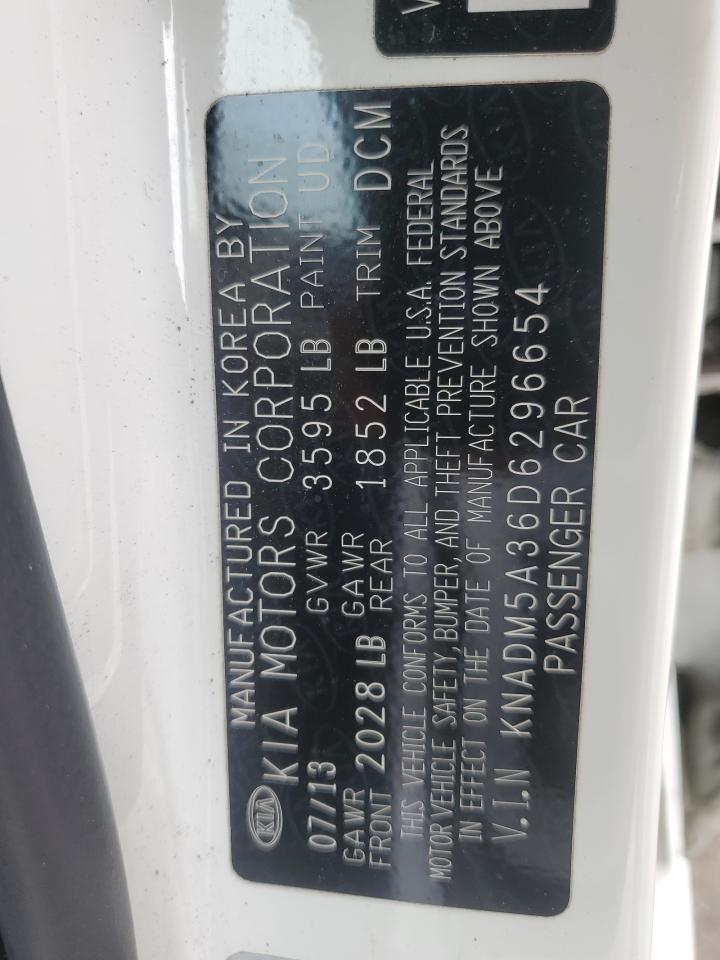 MANUFACTURED IN KOREA BY
KIA KIA MOTORS CORPORATION
07/13 GVWR 3595 LB PAINT UD
GAWR FRONT 2028 LB GAWR REAR 1852 LB TRIM DCM
THIS VEHICLE CONFORMS TO ALL APPLICABLE U.S.A. FEDERAL
MOTOR VEHICLE SAFETY, BUMPER, AND THEFT PREVENTION STANDARDS
IN EFFECT ON THE DATE OF MANUFACTURE SHOWN ABOVE
V.I.N KNADM5A36D6296654
PASSENGER CAR